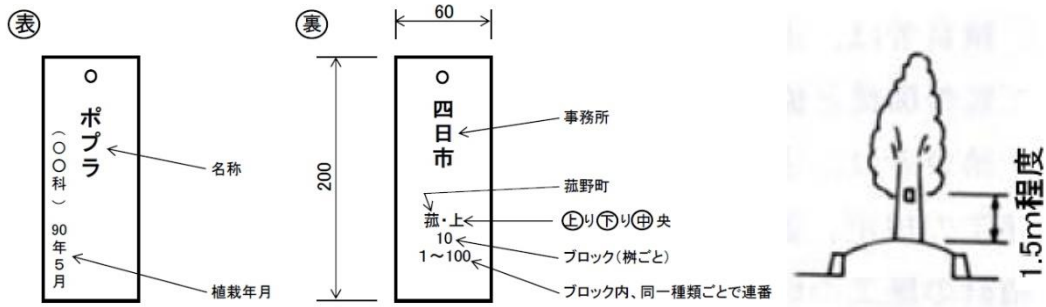 表
ポプラ
(〇〇科)
90年5月
名称
植栽年月
裏
60
200
四日市
菰・上
10
1～100
事務所
菰野町
上り下り中央
ブロック(桝ごと)
ブロック内、同一種類ごとで連番
1.5m程度